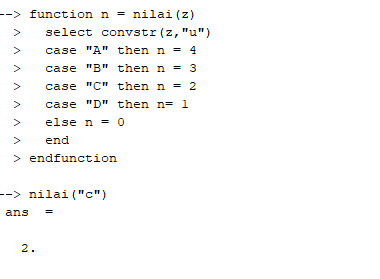 --> function n = nilai(z)
  >   select convstr(z,"u")
  >   case "A" then n = 4
  >   case "B" then n = 3
  >   case "C" then n = 2
  >   case "D" then n= 1
  >   else n = 0
  >   end
  > endfunction
--> nilai("c")
ans  =
  2.